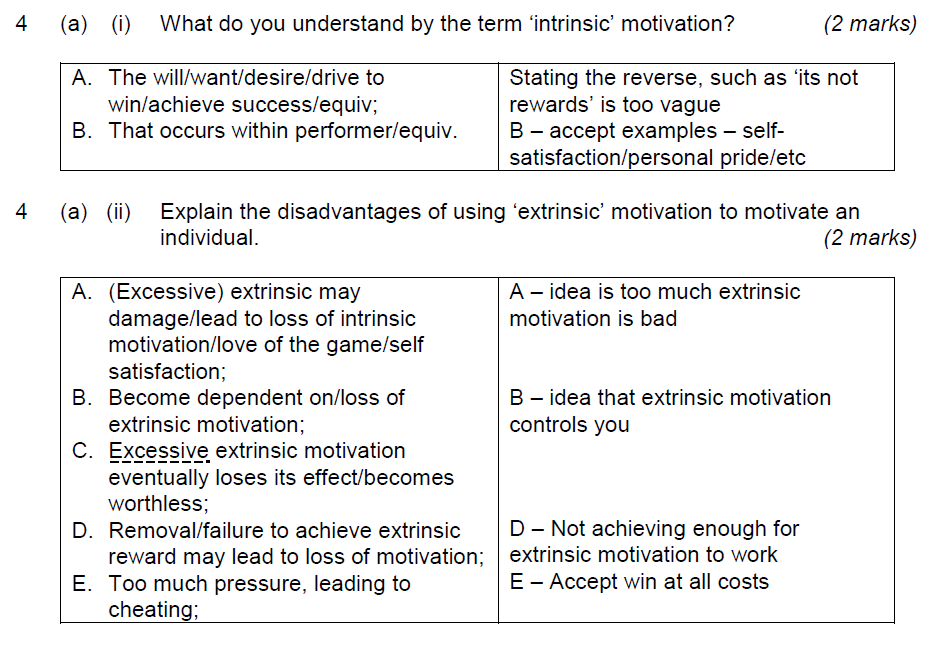 4 (a) (i) What do you understand by the term ‘intrinsic’ motivation? (2 marks)
A. The will/want/desire/drive to
win/achieve success/equiv;
B. That occurs within performer/equiv.
Stating the reverse, such as ‘its not
rewards’ is too vague
B – accept examples – self-
satisfaction/personal pride/etc
4 (a) (ii) Explain the disadvantages of using ‘extrinsic’ motivation to motivate an
individual. (2 marks)
A. (Excessive) extrinsic may
damage/lead to loss of intrinsic
motivation/love of the game/self
satisfaction;
B. Become dependent on/loss of
extrinsic motivation;
C. Excessive extrinsic motivation
eventually loses its effect/becomes
worthless;
D. Removal/failure to achieve extrinsic
reward may lead to loss of motivation;
E. Too much pressure, leading to
cheating;
A – idea is too much extrinsic
motivation is bad
B – idea that extrinsic motivation
controls you
D – Not achieving enough for
extrinsic motivation to work
E – Accept win at all costs